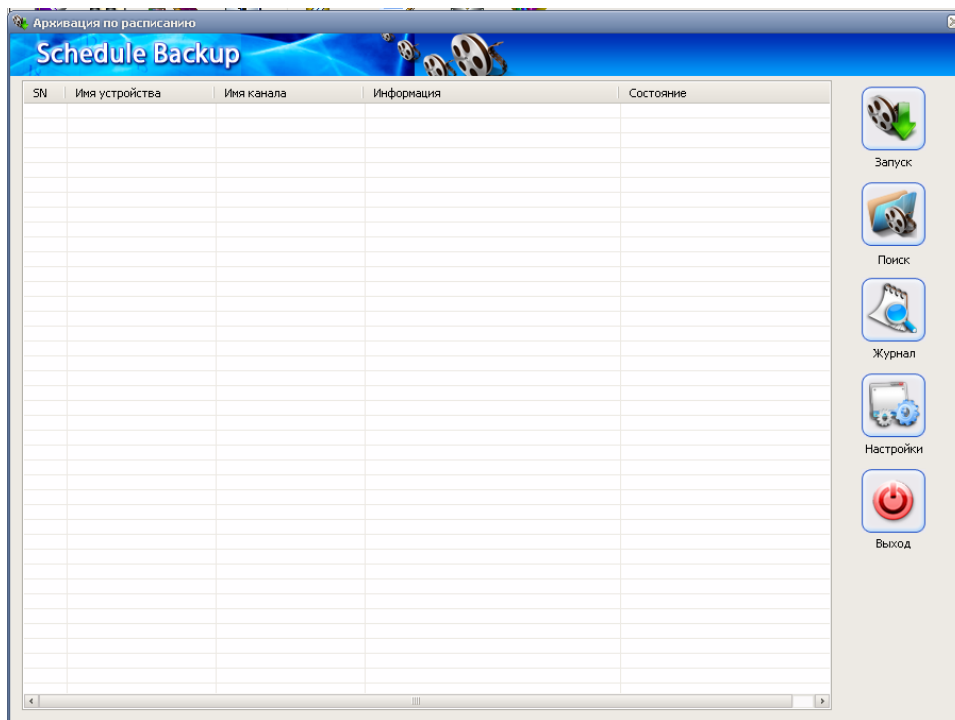 Архивация по расписанию
Schedule Backup
SN Имя устройства Имя канала Информация Состояние
Запуск
Поиск
Журнал
Настройки
Выход